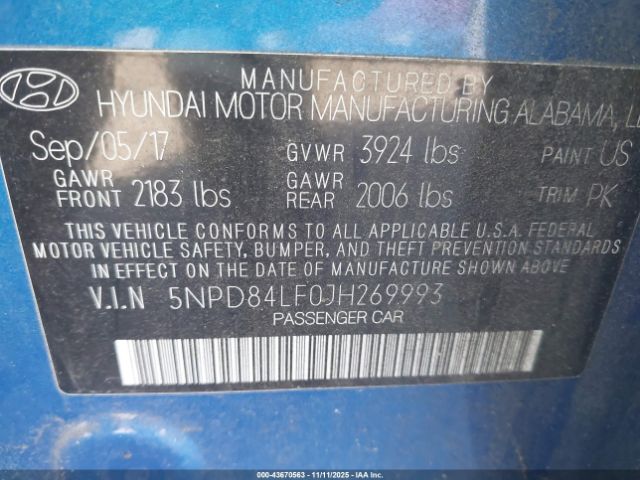 MANUFACTURED BY
HYUNDAI MOTOR MANUFACTURING ALABAMA,
Sep/05/17 GVWR 3924 lbs PAINT US
GAWR FRONT 2183 lbs GAWR REAR 2006 lbs TRIM PK
THIS VEHICLE CONFORMS TO ALL APPLICABLE U.S.A. FEDERAL
MOTOR VEHICLE SAFETY, BUMPER, AND THEFT PREVENTION STANDARDS
IN EFFECT ON THE DATE OF MANUFACTURE SHOWN ABOVE.
V.I.N 5NPD84LF0JH269993
PASSENGER CAR
000-43670563 - 11/11/2025 - IAA Inc.